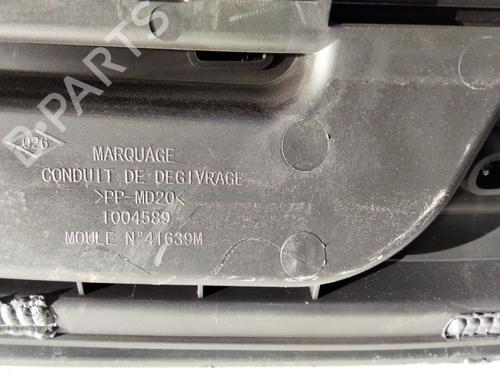 026
MARQUAGE
CONDUIT DE DEGIVRAGE
>PP-MD20<
1004589
MOULE N°41639M
B-PARTS